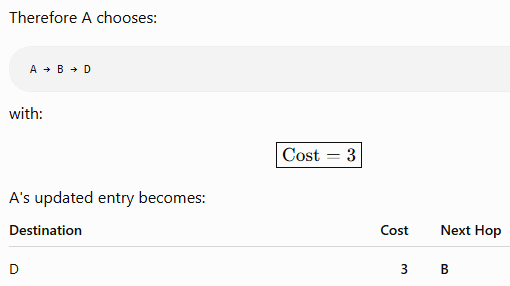 Therefore A chooses:
A → B → D
with:
Cost = 3
A's updated entry becomes:
Destination Cost Next Hop
D 3 B